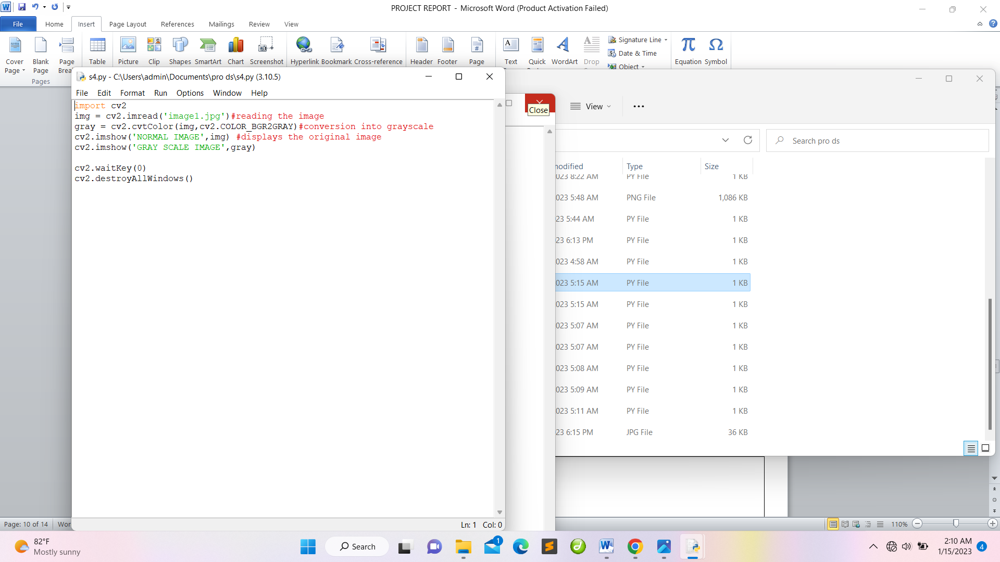 PROJECT REPORT - Microsoft Word (Product Activation Failed)
File Home Insert Page Layout References Mailings Review View
Cover Page
Blank Page
Page
Table
Picture
Clip
Shapes
SmartArt
Chart
Screenshot
Hyperlink
Bookmark
Cross-reference
Header
Footer
Page
Text
Quick
WordArt
Drop
Signature Line
Date & Time
Object
Equation
Symbol
Pages
s4.py - C:\Users\admin\Documents\pro ds\s4.py (3.10.5)
File Edit Format Run Options Window Help
import cv2
img = cv2.imread('image1.jpg')#reading the image
gray = cv2.cvtColor(img,cv2.COLOR_BGR2GRAY)#conversion into grayscale
cv2.imshow('NORMAL IMAGE',img) #displays the original image
cv2.imshow('GRAY SCALE IMAGE',gray)
cv2.waitKey(0)
cv2.destroyAllWindows()
Ln: 1 Col: 0
Close
View
Search pro ds
Type Size
8:22 AM PY File 1 KB
023 5:48 AM PNG File 1,086 KB
23 5:44 AM PY File 1 KB
23 6:13 PM PY File 1 KB
023 4:58 AM PY File 1 KB
023 5:15 AM PY File 1 KB
023 5:15 AM PY File 1 KB
023 5:07 AM PY File 1 KB
023 5:07 AM PY File 1 KB
023 5:08 AM PY File 1 KB
023 5:09 AM PY File 1 KB
023 5:11 AM PY File 1 KB
23 6:15 PM JPG File 36 KB
Page: 10 of 14
110%
82°F
Mostly sunny
Search
1
2:10 AM
1/15/2023
4